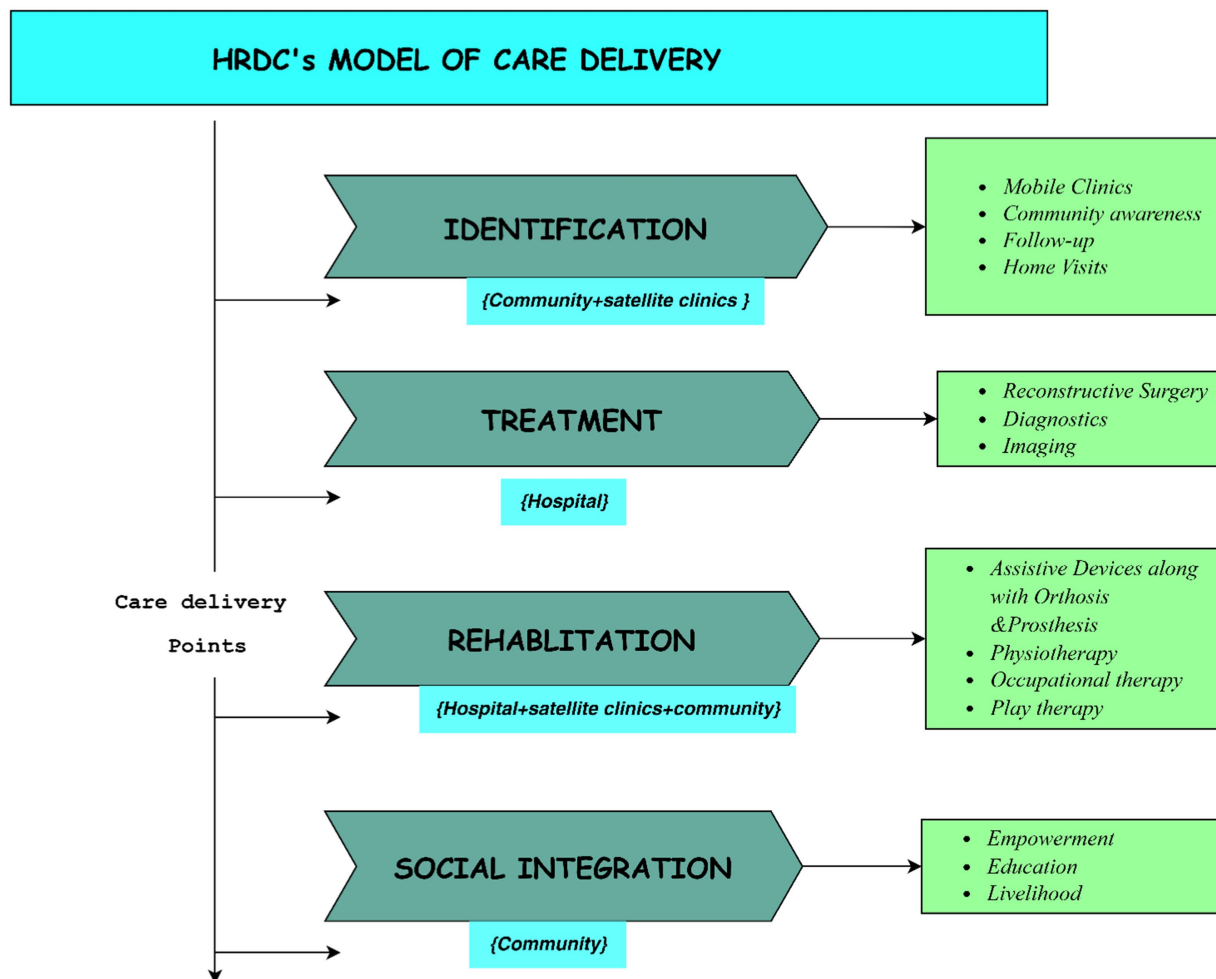 HRDC's MODEL OF CARE DELIVERY
IDENTIFICATION
{Community+satellite clinics }
• Mobile Clinics
• Community awareness
• Follow-up
• Home Visits
TREATMENT
{Hospital}
• Reconstructive Surgery
• Diagnostics
• Imaging
Care delivery
Points
REHABLITATION
{Hospital+satellite clinics+community}
• Assistive Devices along
with Orthosis
&Prosthesis
• Physiotherapy
• Occupational therapy
• Play therapy
SOCIAL INTEGRATION
{Community}
• Empowerment
• Education
• Livelihood